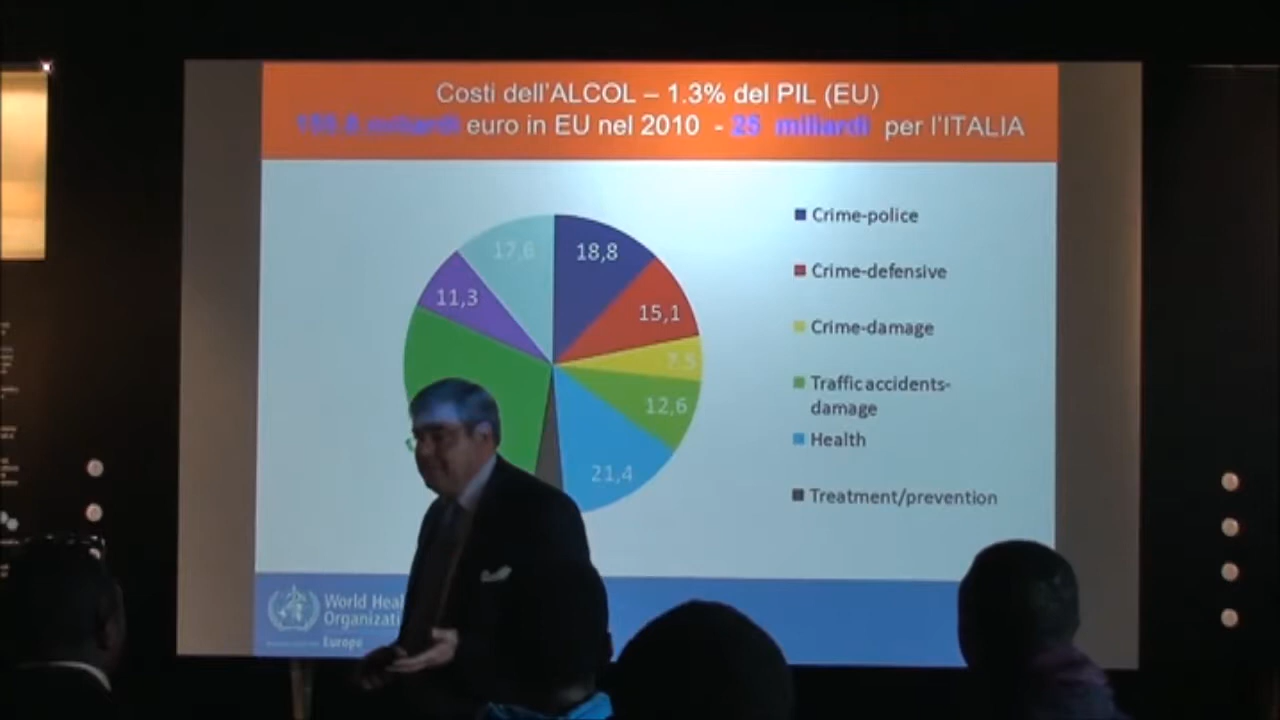 Costi dell'ALCOL – 1.3% del PIL (EU)
miliardi euro in EU nel 2010 - 25 miliardi per l'ITALIA
17,6
18,8
11,3
15,1
7,5
12,6
21,4
Crime-police
Crime-defensive
Crime-damage
Traffic accidents-
damage
Health
Treatment/prevention
World Heal
Organizati
Europe